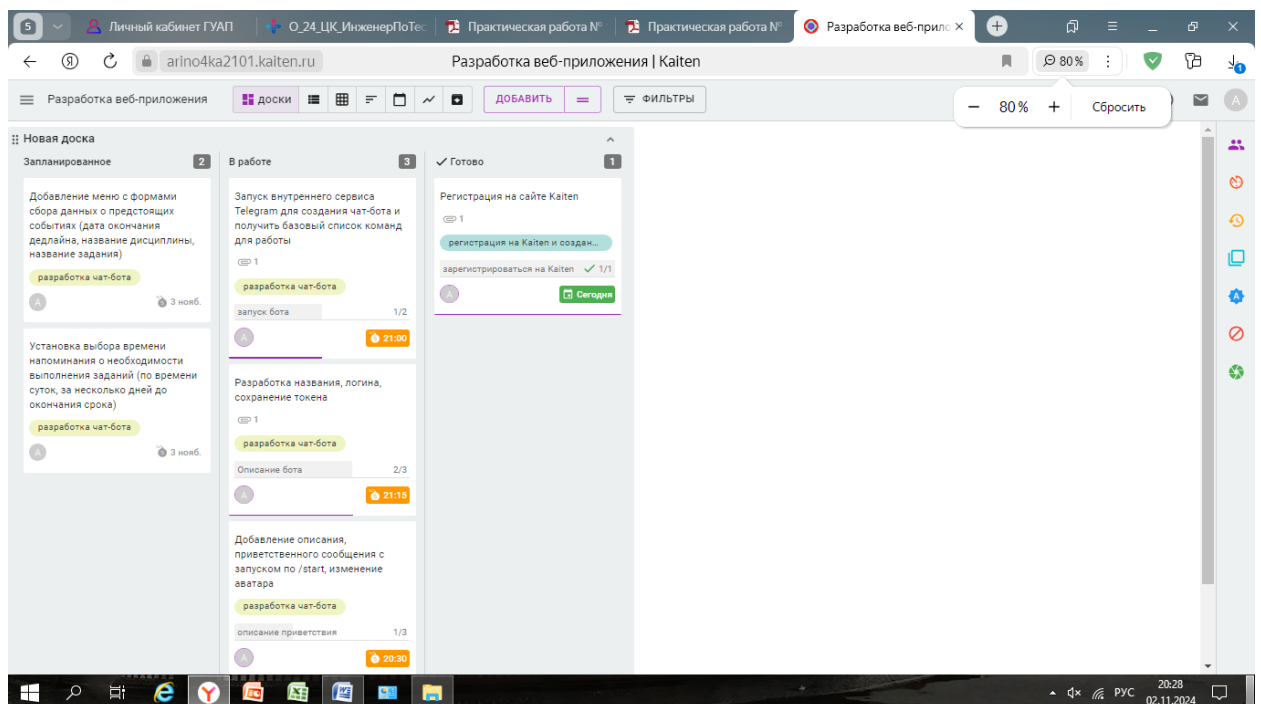 5
Личный кабинет ГУАП
О_24_ЦК_ИнженерПоТес
Практическая работа №
Практическая работа №
Разработка веб-прилс
arino4ka2101.kaiten.ru
Разработка веб-приложения | Kaiten
80 %
1
Разработка веб-приложения
ДОСКИ
ДОБАВИТЬ
ФИЛЬТРЫ
− 80 % +
Сбросить
A
Новая доска
Запланированное 2
Добавление меню с формами
сбора данных о предстоящих
событиях (дата окончания
дедлайна, название дисциплины,
название задания)
разработка чат-бота
A
3 нояб.
Установка выбора времени
напоминания о необходимости
выполнения заданий (по времени
суток, за несколько дней до
окончания срока)
разработка чат-бота
A
3 нояб.
В работе 3
Запуск внутреннего сервиса
Telegram для создания чат-бота и
получить базовый список команд
для работы
1
разработка чат-бота
запуск бота 1/2
A
21:00
Разработка названия, логина,
сохранение токена
1
разработка чат-бота
Описание бота 2/3
A
21:15
Добавление описания,
приветственного сообщения с
запуском по /start, изменение
аватара
разработка чат-бота
описание приветствия 1/3
A
20:30
Готово 1
Регистрация на сайте Kaiten
1
регистрация на Kaiten и создан...
зарегистрироваться на Kaiten 1/1
A
Сегодня
РУС
20:28
02.11.2024